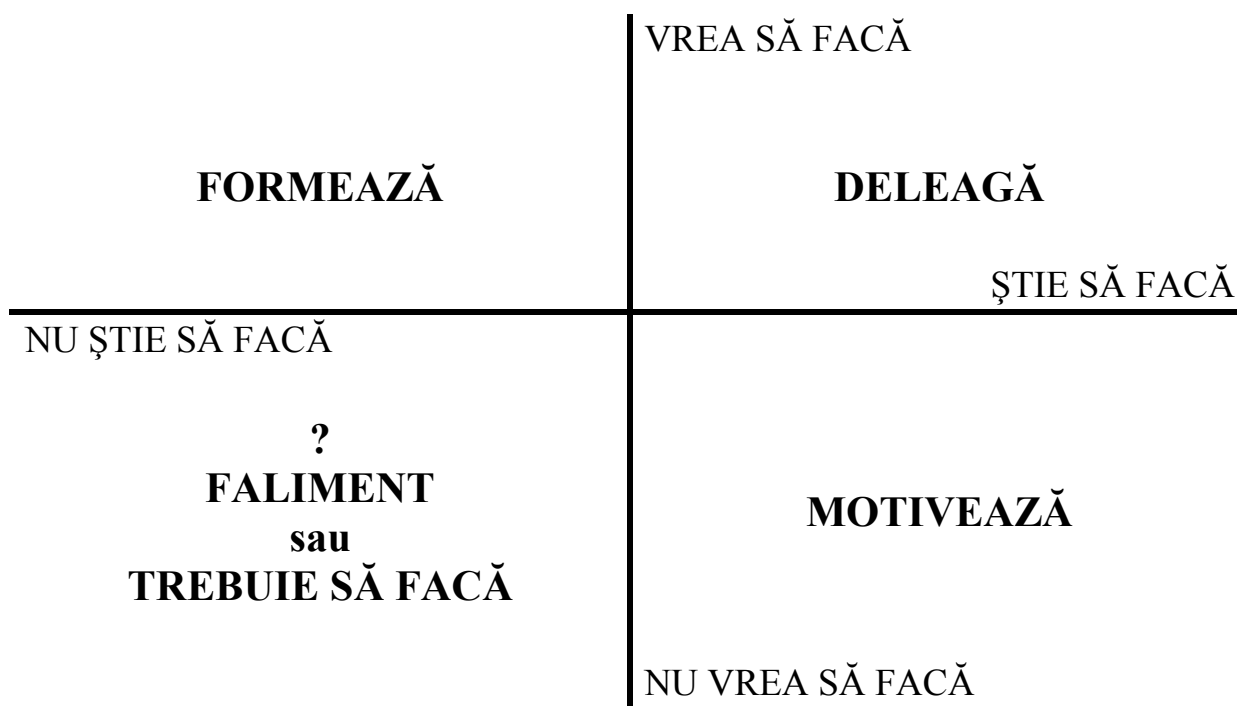 VREA SĂ FACĂ
FORMEAZĂ
DELEAGĂ
ŞTIE SĂ FACĂ
NU ŞTIE SĂ FACĂ
?
FALIMENT
sau
TREBUIE SĂ FACĂ
MOTIVEAZĂ
NU VREA SĂ FACĂ